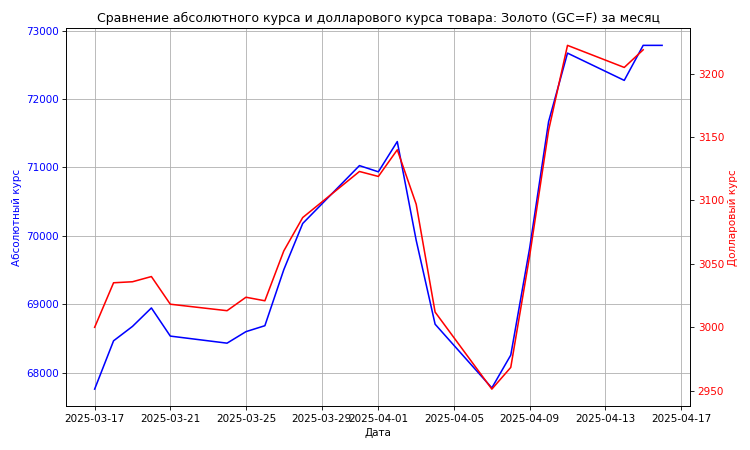 Сравнение абсолютного курса и долларового курса товара: Золото (GC=F) за месяц
73000
72000
71000
70000
69000
68000
Абсолютный курс
3200
3150
3100
3050
3000
2950
Долларовый курс
2025-03-17 2025-03-21 2025-03-25 2025-03-29 2025-04-01 2025-04-05 2025-04-09 2025-04-13 2025-04-17
Дата